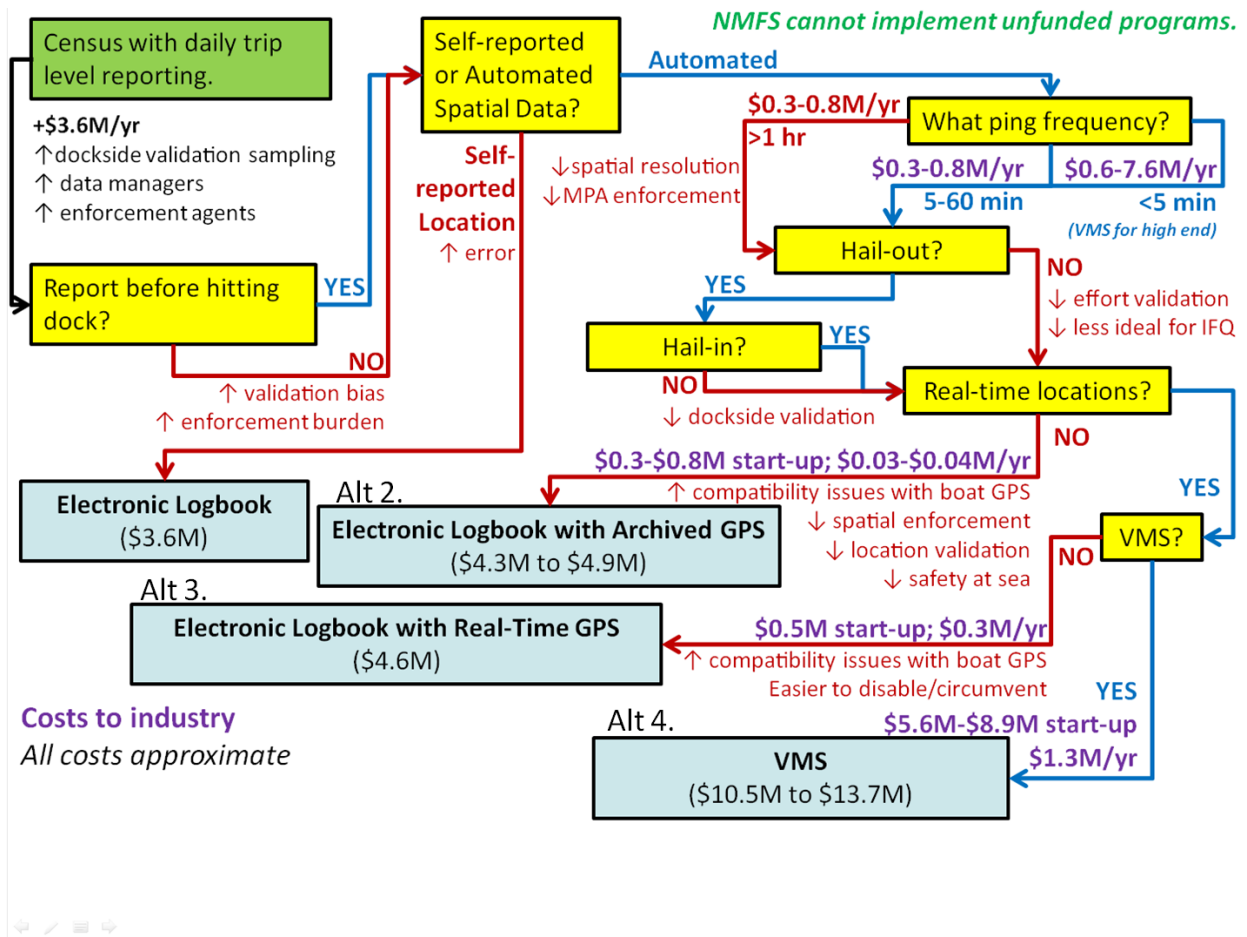 NMFS cannot implement unfunded programs.
Census with daily trip
level reporting.
+$3.6M/yr
↑dockside validation sampling
↑ data managers
↑ enforcement agents
Self-reported
or Automated
Spatial Data?
Automated
$0.3-0.8M/yr
>1 hr
What ping frequency?
↓spatial resolution
↓MPA enforcement
$0.3-0.8M/yr
5-60 min
$0.6-7.6M/yr
<5 min
(VMS for high end)
Self-
reported
Location
↑ error
Report before hitting
dock?
YES
NO
↑ validation bias
↑ enforcement burden
Hail-out?
YES
NO
↓ effort validation
↓ less ideal for IFQ
Hail-in?
YES
NO
↓ dockside validation
Real-time locations?
NO
YES
$0.3-$0.8M start-up; $0.03-$0.04M/yr
↑ compatibility issues with boat GPS
↓ spatial enforcement
↓ location validation
↓ safety at sea
Electronic Logbook
($3.6M)
Alt 2.
Electronic Logbook with Archived GPS
($4.3M to $4.9M)
VMS?
NO
Alt 3.
Electronic Logbook with Real-Time GPS
($4.6M)
$0.5M start-up; $0.3M/yr
↑ compatibility issues with boat GPS
Easier to disable/circumvent
YES
$5.6M-$8.9M start-up
$1.3M/yr
Costs to industry
All costs approximate
Alt 4.
VMS
($10.5M to $13.7M)